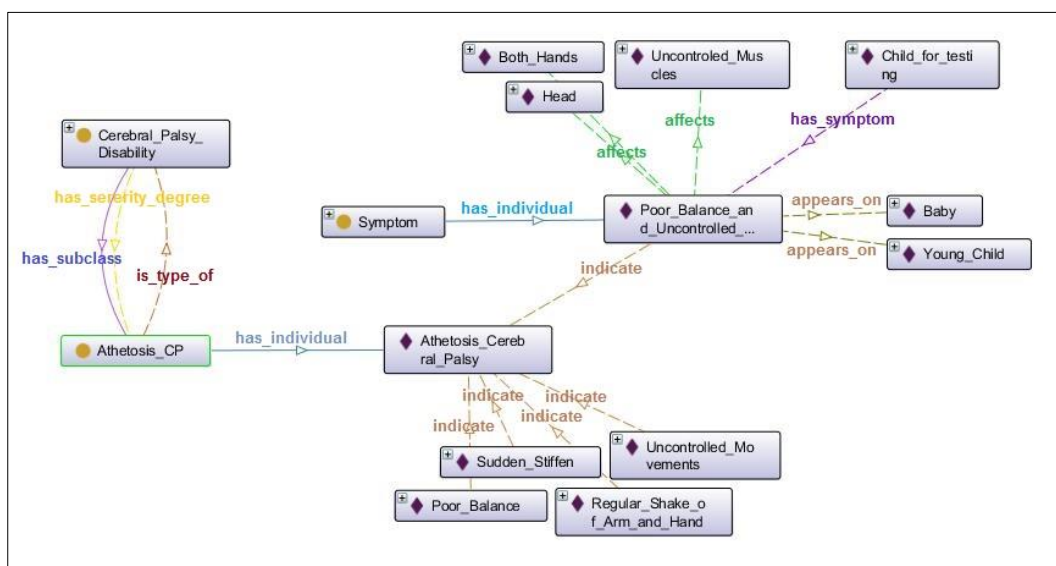 Both_Hands
Uncontroled_Mus
cles
Child_for_testi
ng
Head
affects
has_symptom
affects
Cerebral_Palsy_
Disability
has_sererity_degree
has_subclass
is_type_of
Symptom
has_individual
Poor_Balance_an
d_Uncontrolled_...
appears_on
Baby
appears_on
Young_Child
indicate
Athetosis_CP
has_individual
Athetosis_Cereb
ral_Palsy
indicate
indicate
indicate
indicate
Sudden_Stiffen
Uncontrolled_Mo
vements
Poor_Balance
Regular_Shake_o
f_Arm_and_Hand